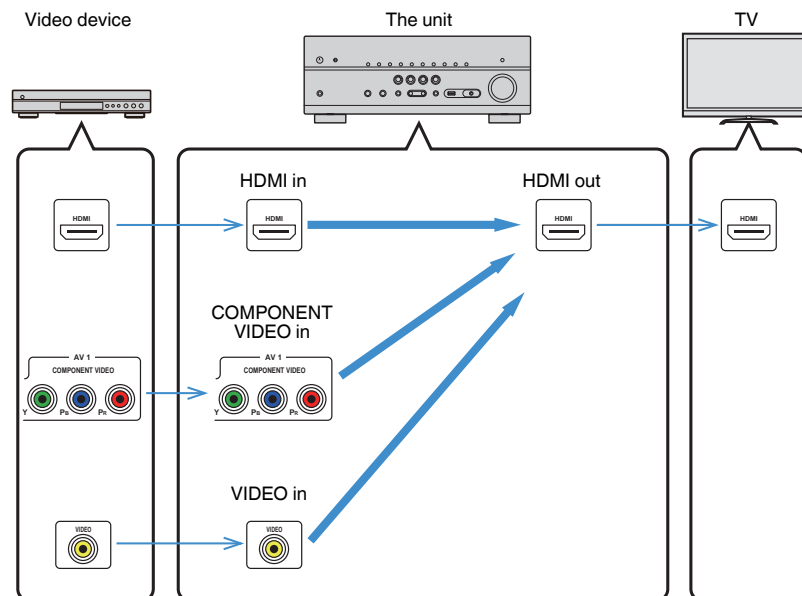 Video device
The unit
TV
HDMI in
HDMI out
HDMI
HDMI
HDMI
HDMI
COMPONENT
VIDEO in
AV 1
COMPONENT VIDEO
Y PB PR
AV 1
COMPONENT VIDEO
Y PB PR
VIDEO in
VIDEO
VIDEO